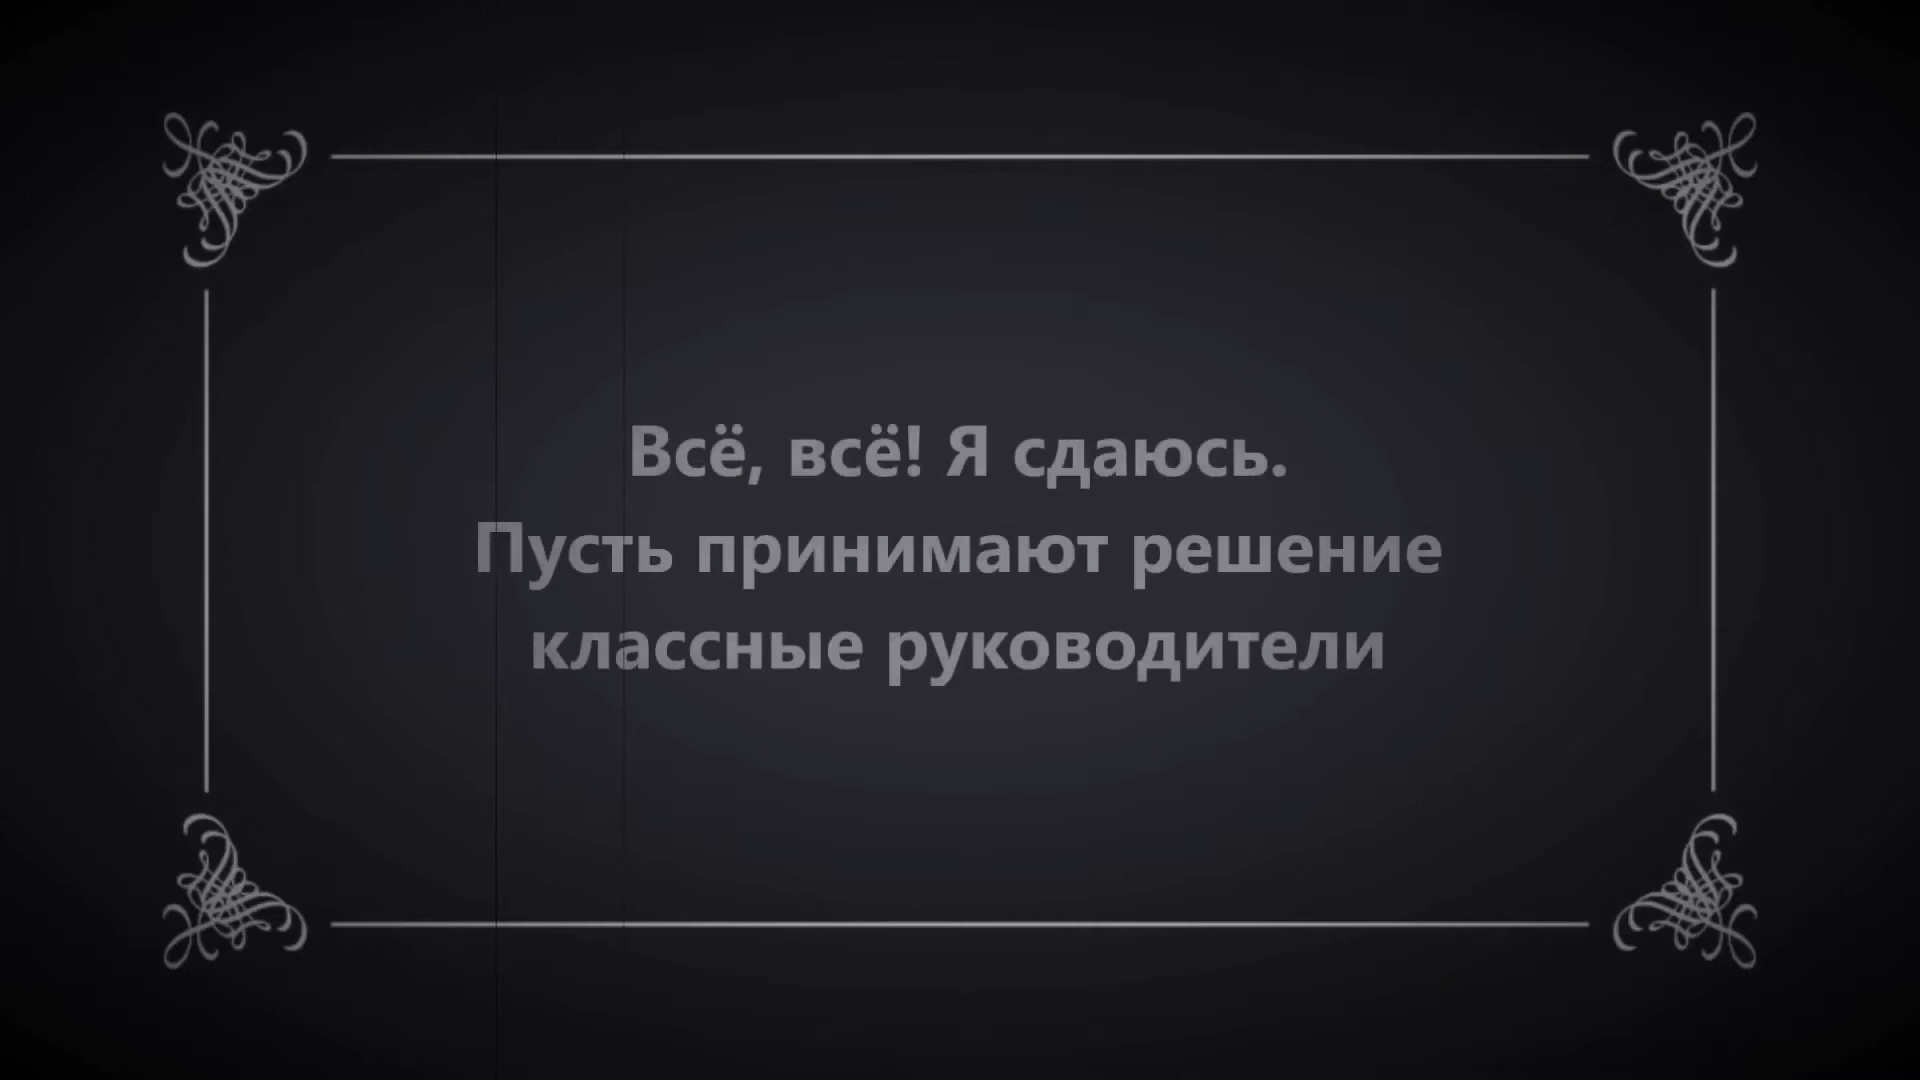 Всё, всё! Я сдаюсь.
Пусть принимают решение
классные руководители